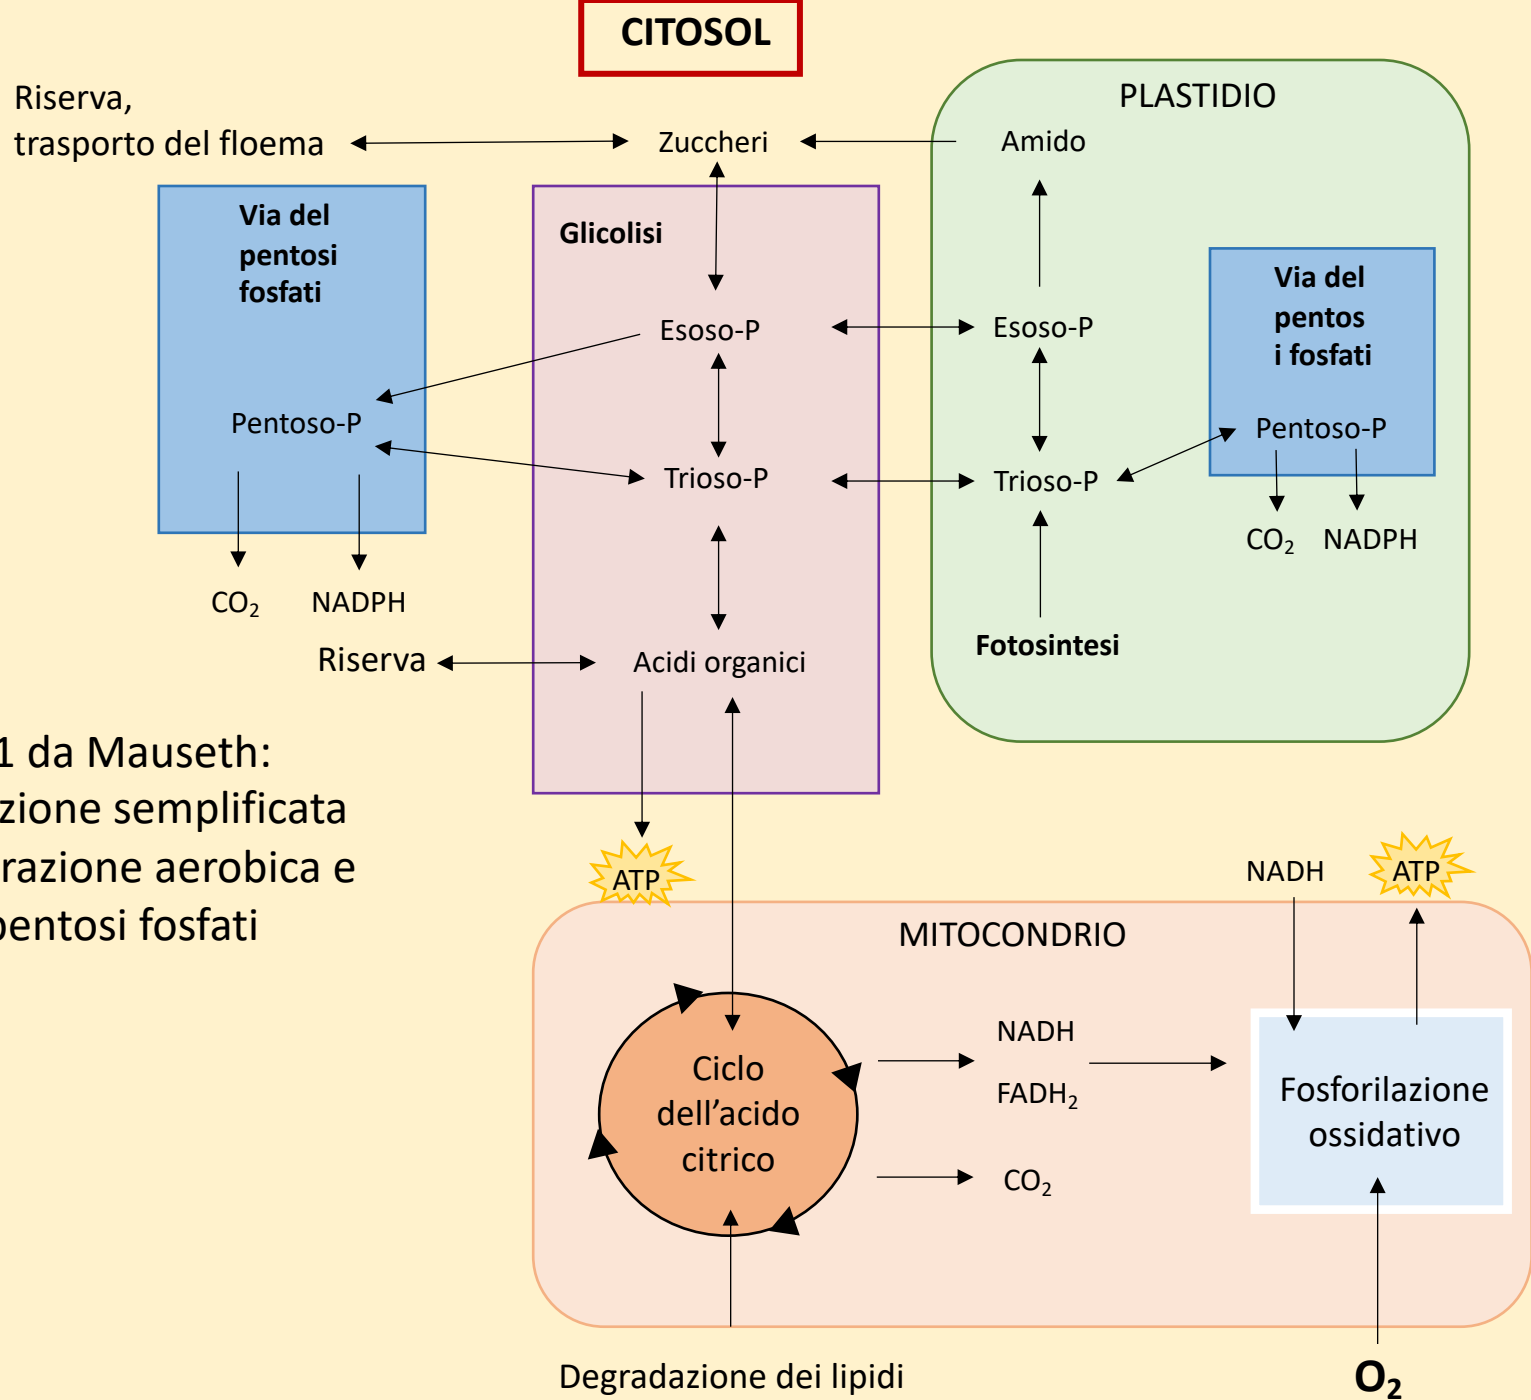 CITOSOL
Riserva,
trasporto del floema
Zuccheri
PLASTIDIO
Amido
Via del
pentosi
fosfati
Glicolisi
Via del
pentos
i fosfati
Esoso-P
Esoso-P
Pentoso-P
Pentoso-P
Trioso-P
Trioso-P
CO₂ NADPH
CO₂ NADPH
Riserva
Acidi organici
Fotosintesi
1 da Mauseth:
zione semplificata
razione aerobica e
pentosi fosfati
ATP
NADH
ATP
MITOCONDRIO
Ciclo
dell’acido
citrico
NADH
FADH₂
CO₂
Fosforilazione
ossidativo
Degradazione dei lipidi
O₂